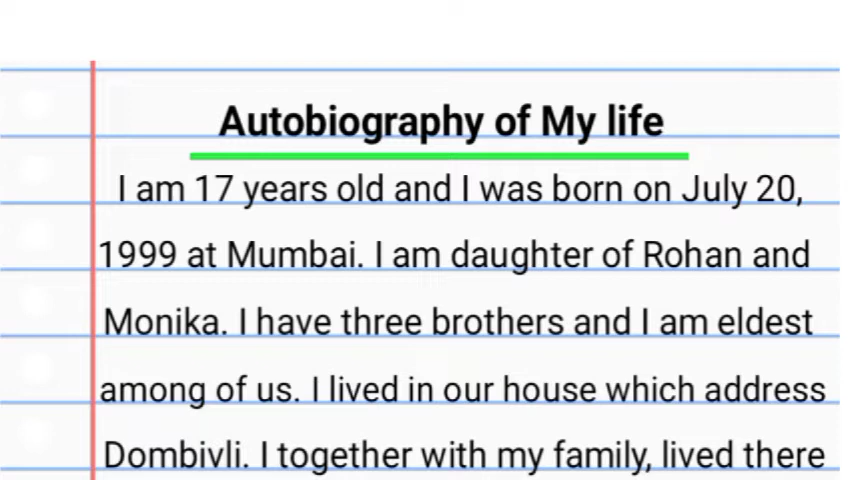 Autobiography of My life
I am 17 years old and I was born on July 20,
1999 at Mumbai. I am daughter of Rohan and
Monika. I have three brothers and I am eldest
among of us. I lived in our house which address
Dombivli. I together with my family, lived there